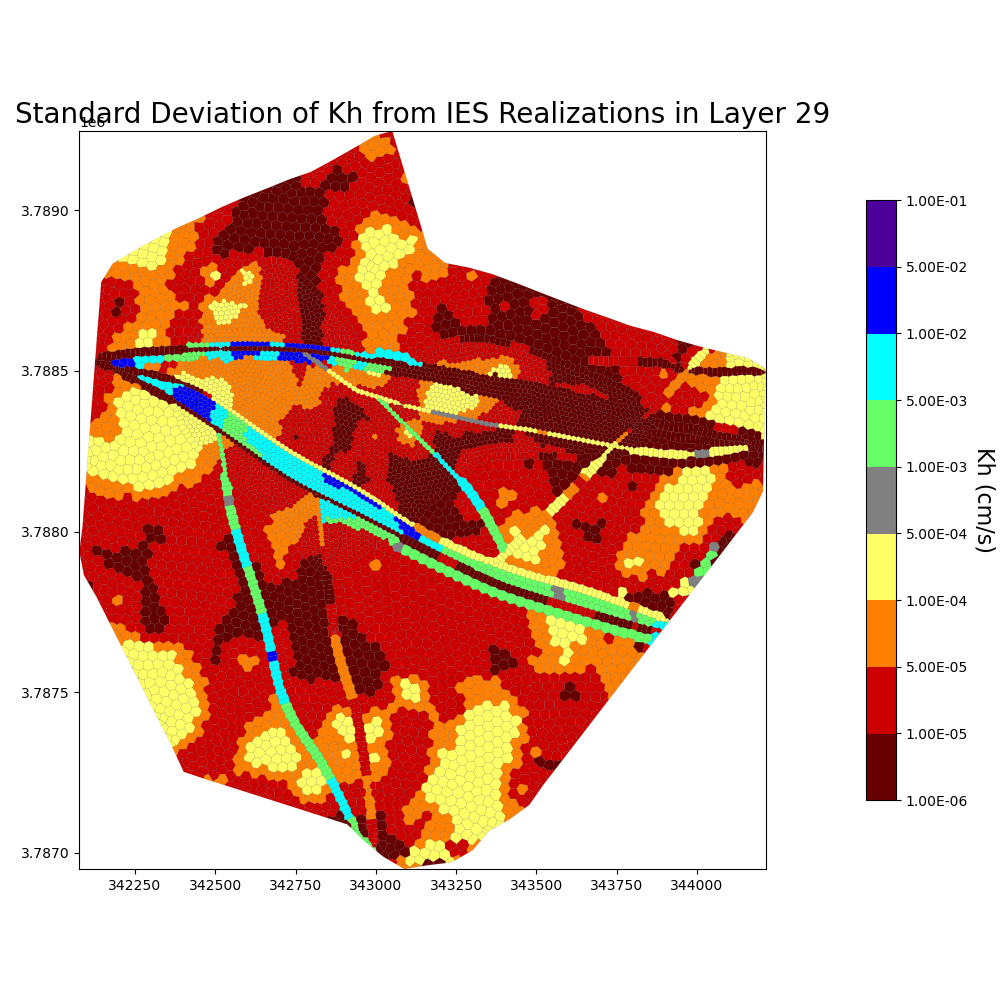 Standard Deviation of Kh from IES Realizations in Layer 29
1e6
3.7890
3.7885
3.7880
3.7875
3.7870
342250 342500 342750 343000 343250 343500 343750 344000
1.00E-01
5.00E-02
1.00E-02
5.00E-03
1.00E-03
5.00E-04
1.00E-04
5.00E-05
1.00E-05
1.00E-06
Kh (cm/s)